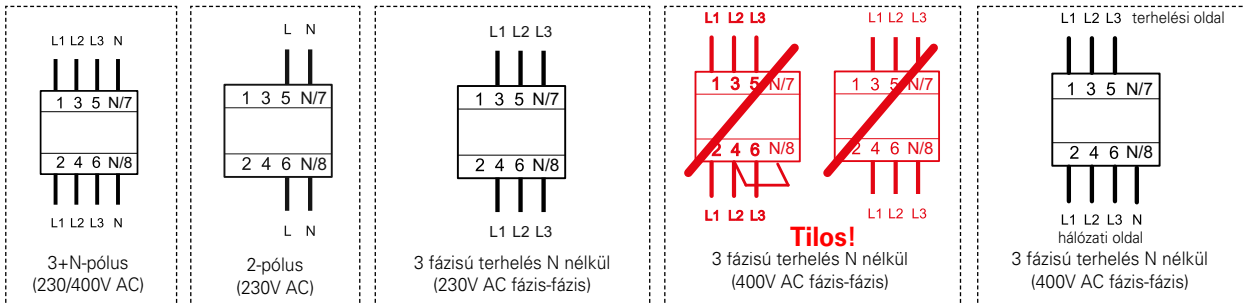 L1 L2 L3 N
1 3 5 N/7
2 4 6 N/8
L1 L2 L3 N
3+N-pólus
(230/400V AC)
L N
1 3 5 N/7
2 4 6 N/8
L N
2-pólus
(230V AC)
L1 L2 L3
1 3 5 N/7
2 4 6 N/8
L1 L2 L3
3 fázisú terhelés N nélkül
(230V AC fázis-fázis)
L1 L2 L3
1 3 5 N/7
2 4 6 N/8
L1 L2 L3
L1 L2 L3
1 3 5 N/7
2 4 6 N/8
L1 L2 L3
Tilos!
3 fázisú terhelés N nélkül
(400V AC fázis-fázis)
L1 L2 L3 terhelési oldal
1 3 5 N/7
2 4 6 N/8
L1 L2 L3 N
hálózati oldal
3 fázisú terhelés N nélkül
(400V AC fázis-fázis)